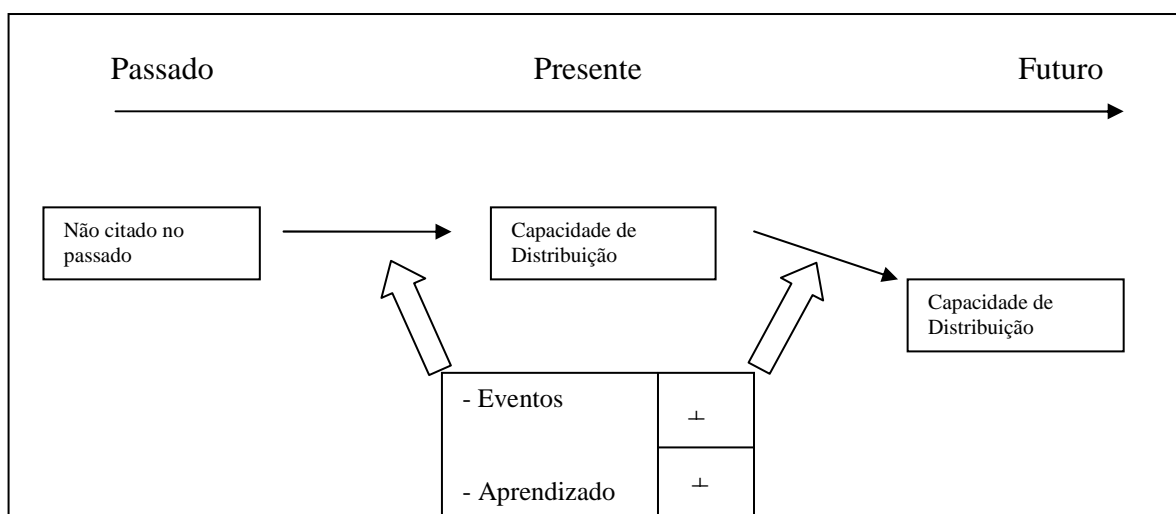 Passado Presente Futuro
Não citado no
passado
Capacidade de
Distribuição
Capacidade de
Distribuição
- Eventos
- Aprendizado